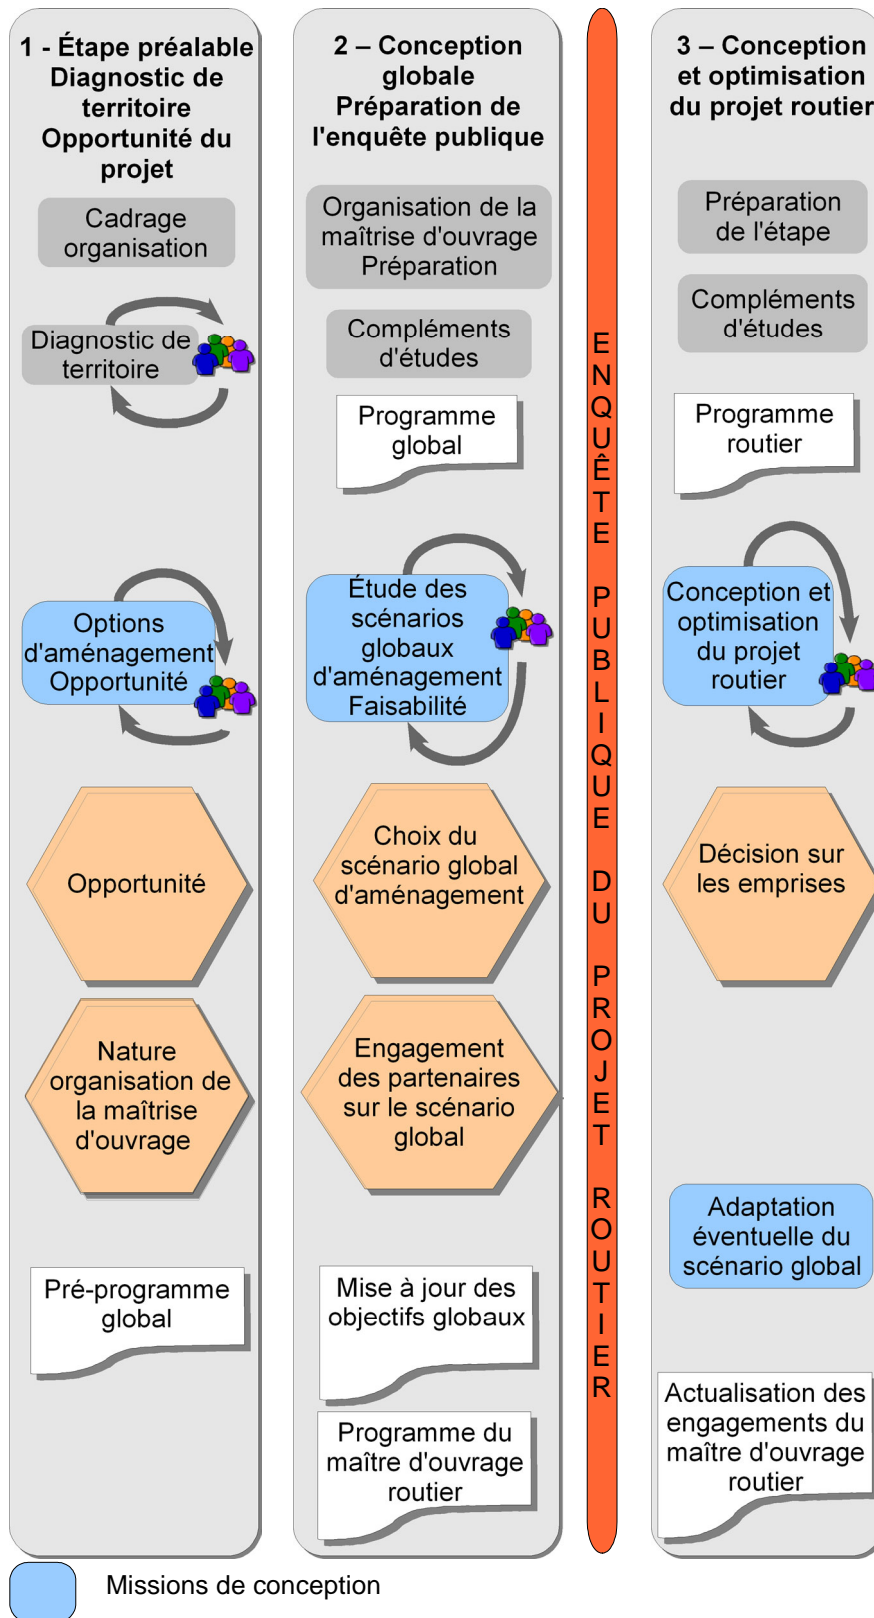 1 - Étape préalable
Diagnostic de
territoire
Opportunité du
projet
Cadrage
organisation
Diagnostic de
territoire
Options
d'aménagement
Opportunité
Opportunité
Nature
organisation de
la maîtrise
d'ouvrage
Pré-programme
global
2 – Conception
globale
Préparation de
l'enquête publique
Organisation de la
maîtrise d'ouvrage
Préparation
Compléments
d'études
Programme
global
Étude des
scénarios
globaux
d'aménagement
Faisabilité
Choix du
scénario global
d'aménagement
Engagement
des partenaires
sur le scénario
global
Mise à jour des
objectifs globaux
Programme du
maître d'ouvrage
routier
ENQUÊTE PUBLIQUE DU PROJET ROUTIER
3 – Conception
et optimisation
du projet routier
Préparation
de l'étape
Compléments
d'études
Programme
routier
Conception et
optimisation
du projet
routier
Décision sur
les emprises
Adaptation
éventuelle du
scénario global
Actualisation des
engagements du
maître d'ouvrage
routier
Missions de conception